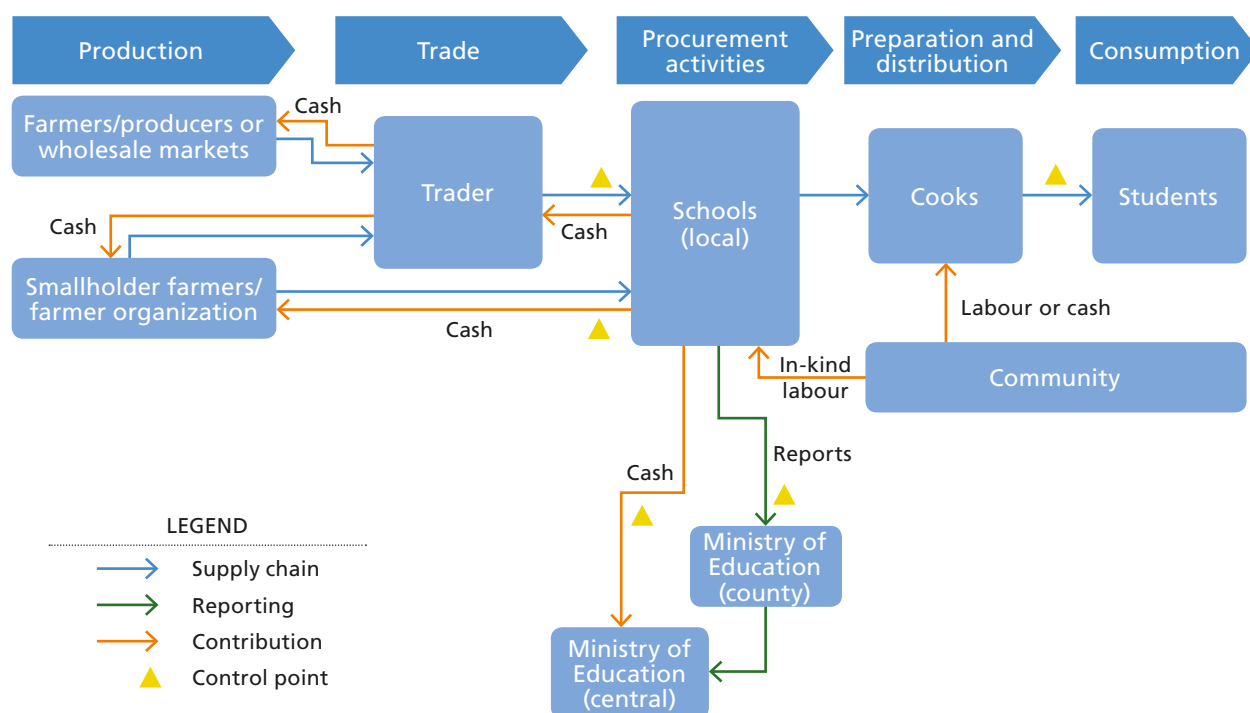 Production
Trade
Procurement
activities
Preparation and
distribution
Consumption
Cash
Farmers/producers or
wholesale markets
Trader
Schools
(local)
Cooks
Students
Cash
Cash
Smallholder farmers/
farmer organization
Cash
Labour or cash
In-kind
labour
Community
Reports
Cash
LEGEND
Supply chain
Reporting
Contribution
Control point
Ministry of
Education
(county)
Ministry of
Education
(central)